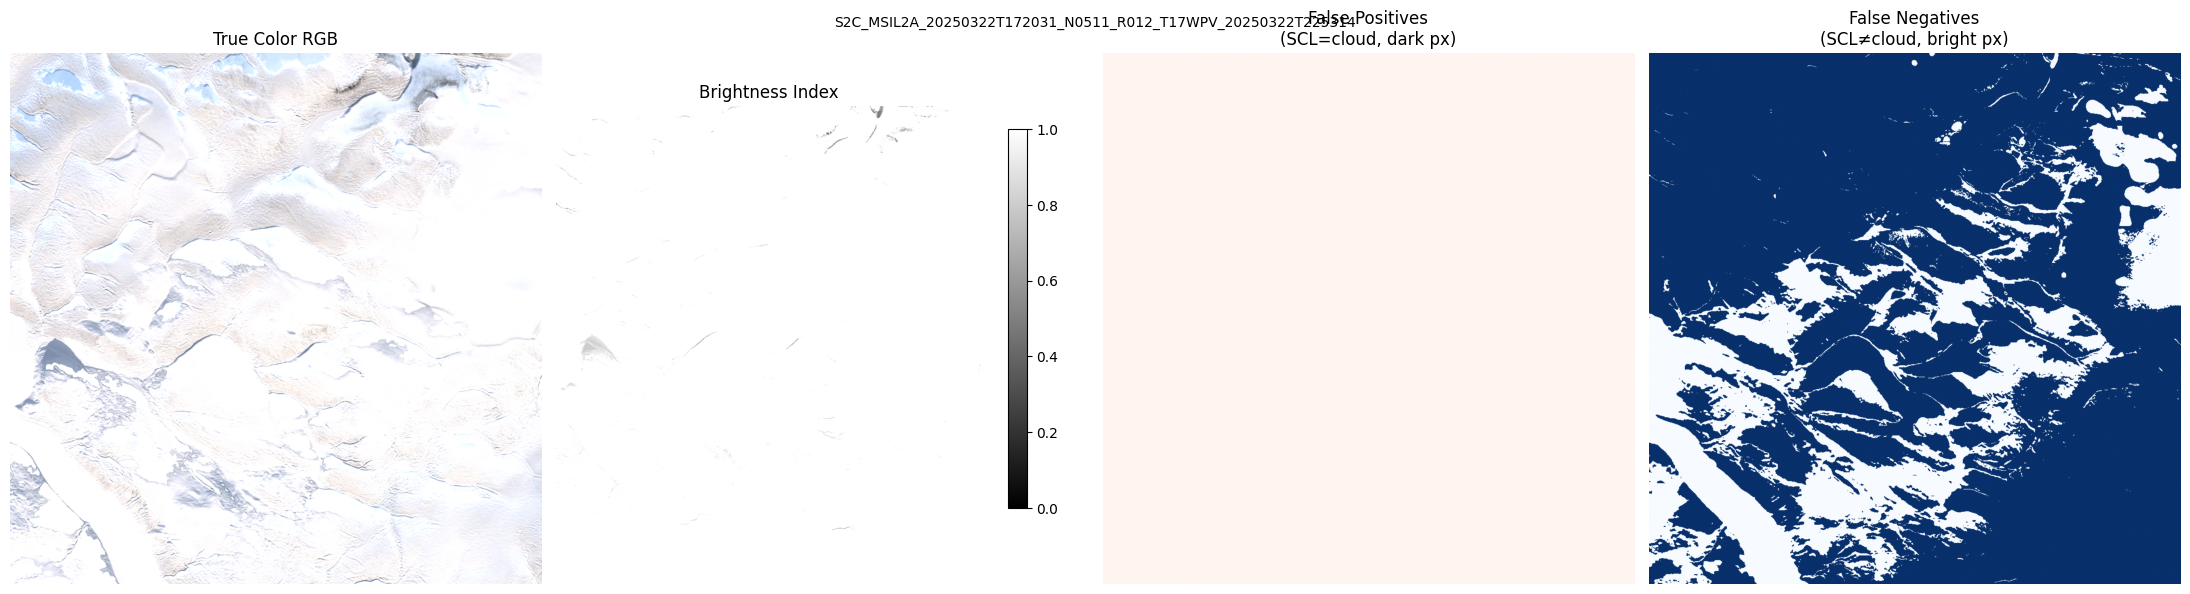 S2C_MSIL2A_20250322T172031_N0511_R012_T17WPV_20250322T225314
True Color RGB
Brightness Index
1.0
0.8
0.6
0.4
0.2
0.0
False Positives
(SCL=cloud, dark px)
False Negatives
(SCL≠cloud, bright px)